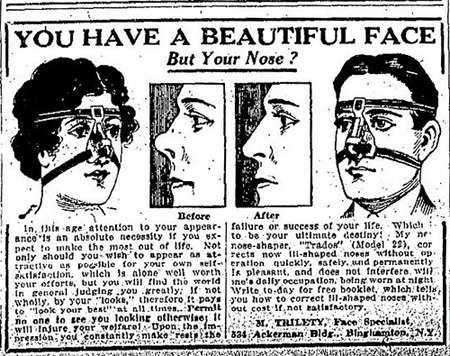 YOU HAVE A BEAUTIFUL FACE
But Your Nose?
Before
After
In this age attention to your appear-
ance is an absolute necessity if you ex-
pect to make the most out of life. Not
only should you wish to appear as at-
tractive as possible for your own self-
satisfaction, which is alone well worth
your efforts, but you will find the world
in general judging you greatly, if not
wholly, by your "looks," therefore it pays
to "look your best" at all times. Permit
no one to see you looking otherwise; it
will injure your welfare! Upon the im-
pression you constantly make rests the
failure or success of your life. Which
to be your ultimate destiny? My
nose-shaper, "Trados" (Model 22), cor
rects now ill-shaped noses without op-
eration quickly, safely and permanently
Is pleasant, and does not interfere wit
one's daily occupation, being worn at night.
Write to-day for free booklet, which tells
you how to correct ill-shaped noses with-
out cost if not satisfactory.
M. TRILETY, Face Specialist,
Ackerman Bldg., Binghamton, N.Y.